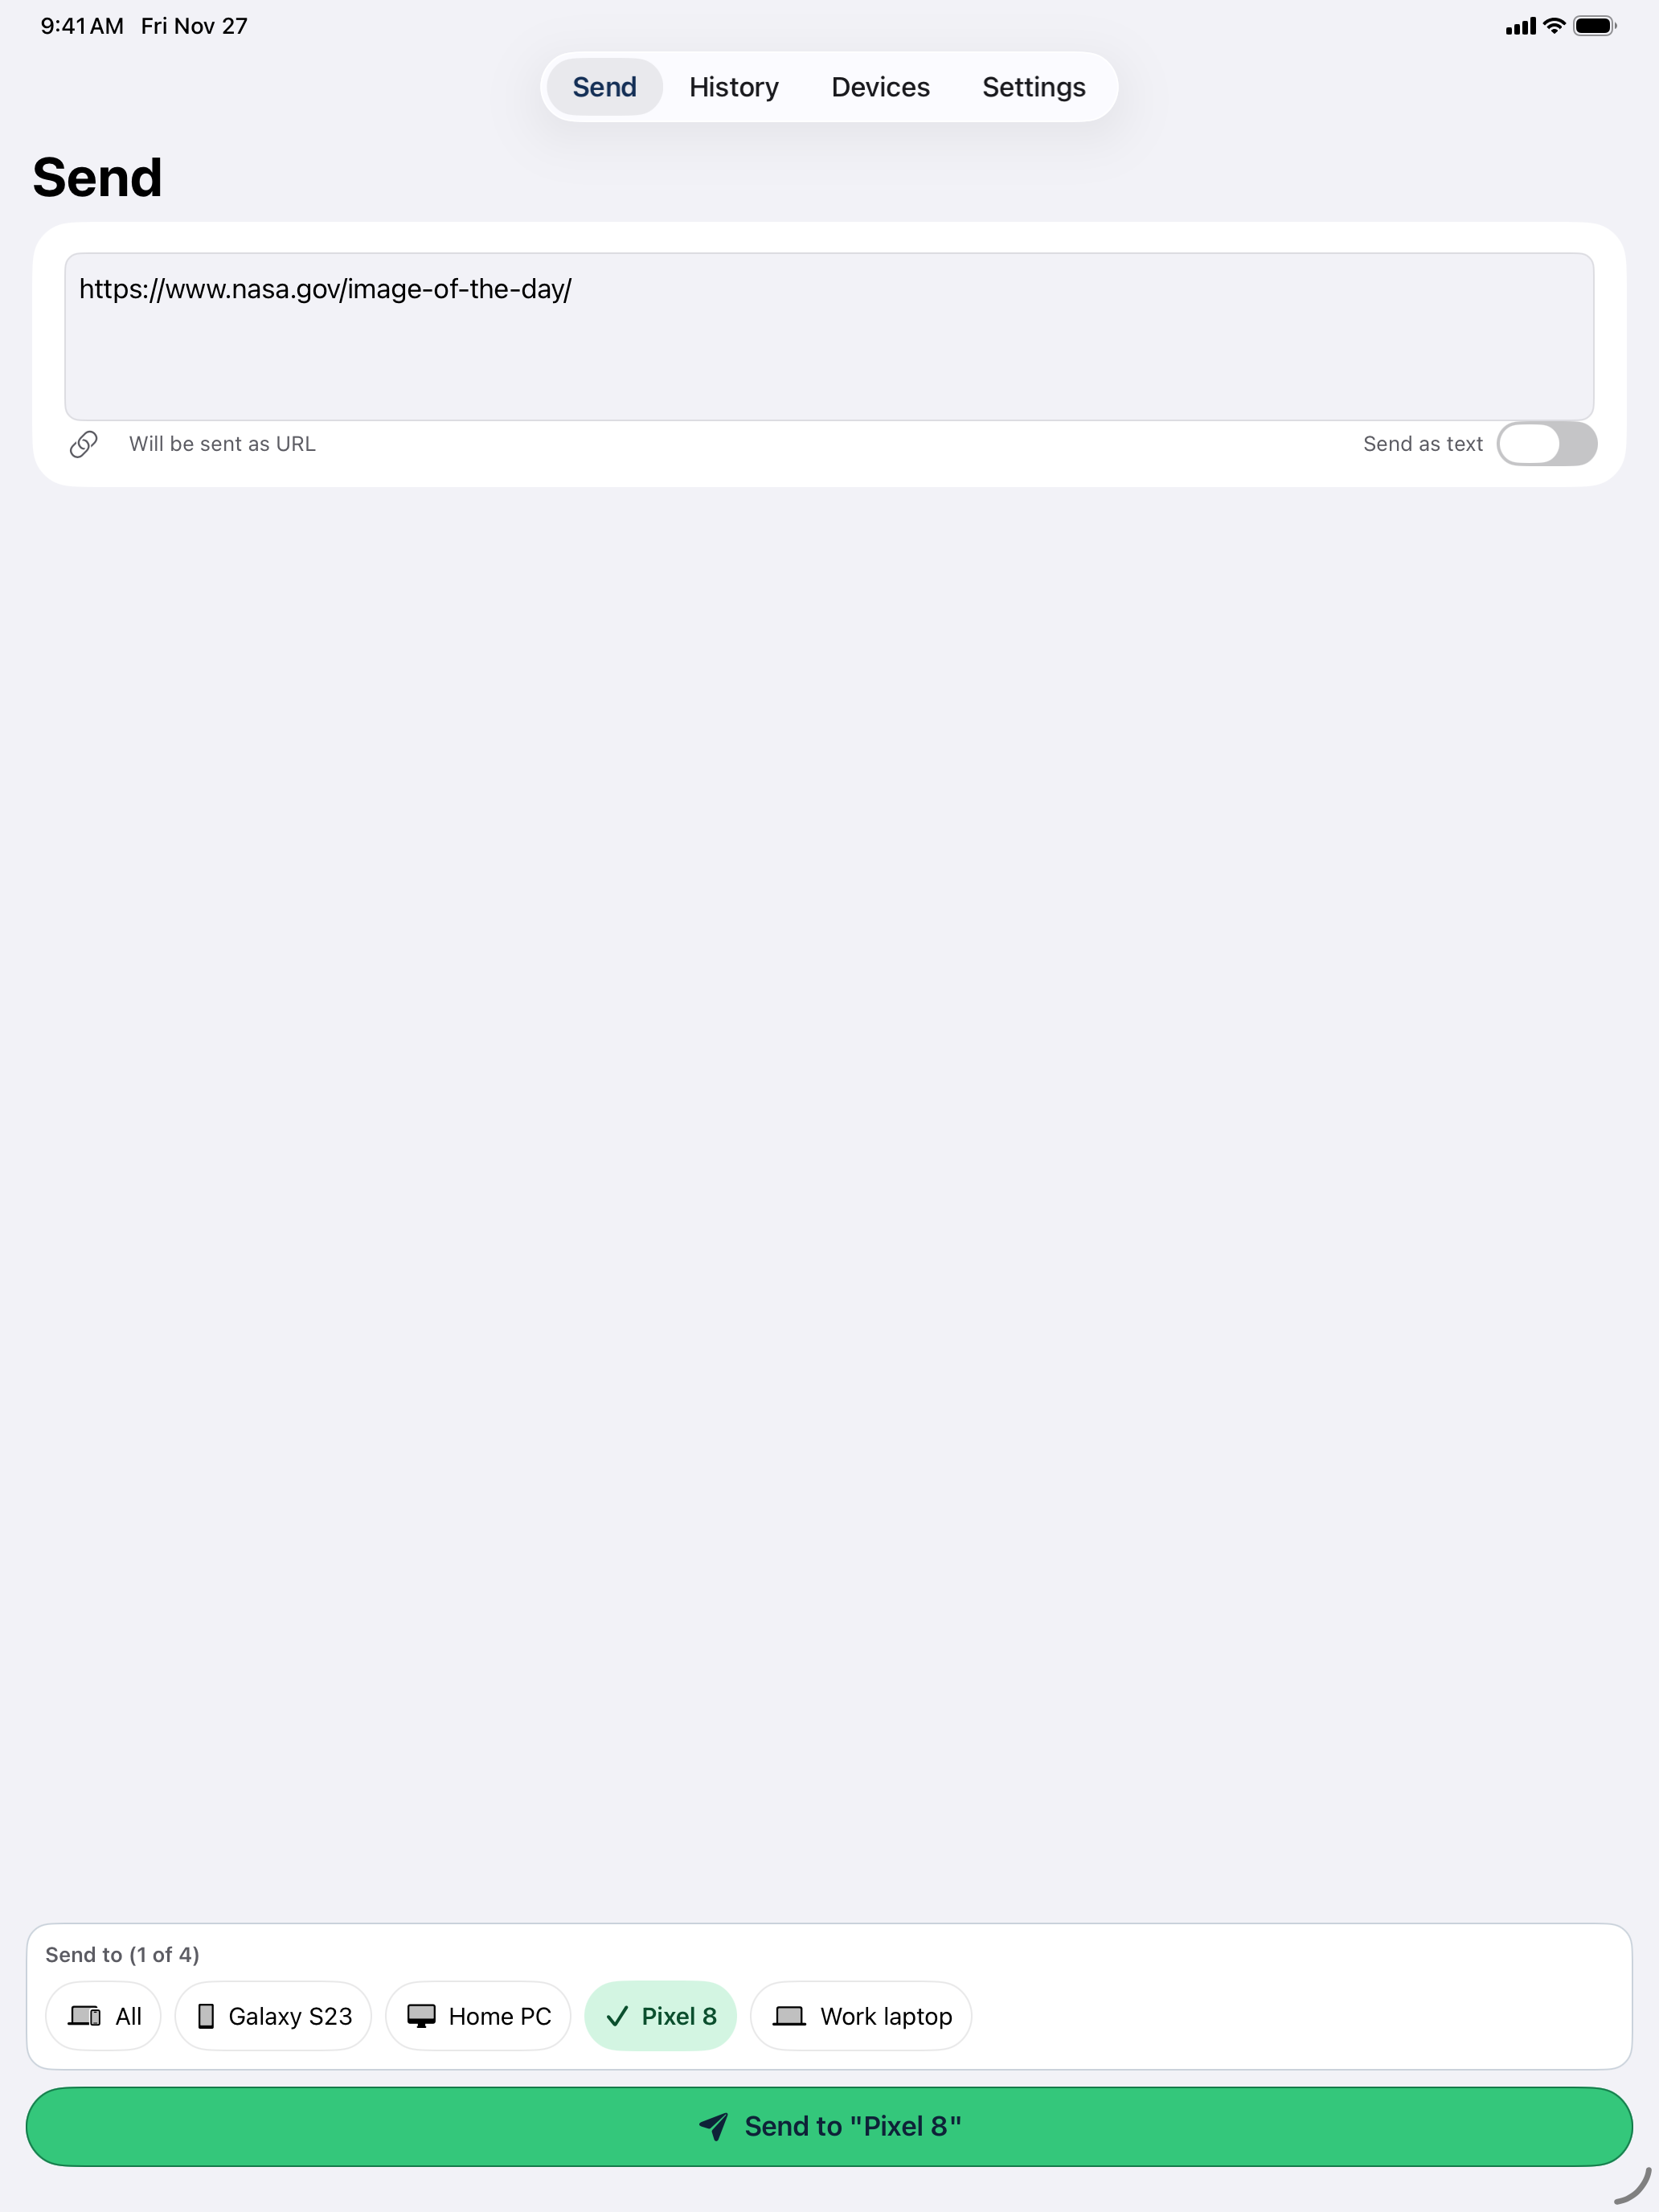 9:41 AM Fri Nov 27
Send History Devices Settings
Send
https://www.nasa.gov/image-of-the-day/
Will be sent as URL Send as text
Send to (1 of 4)
All Galaxy S23 Home PC Pixel 8 Work laptop
Send to "Pixel 8"